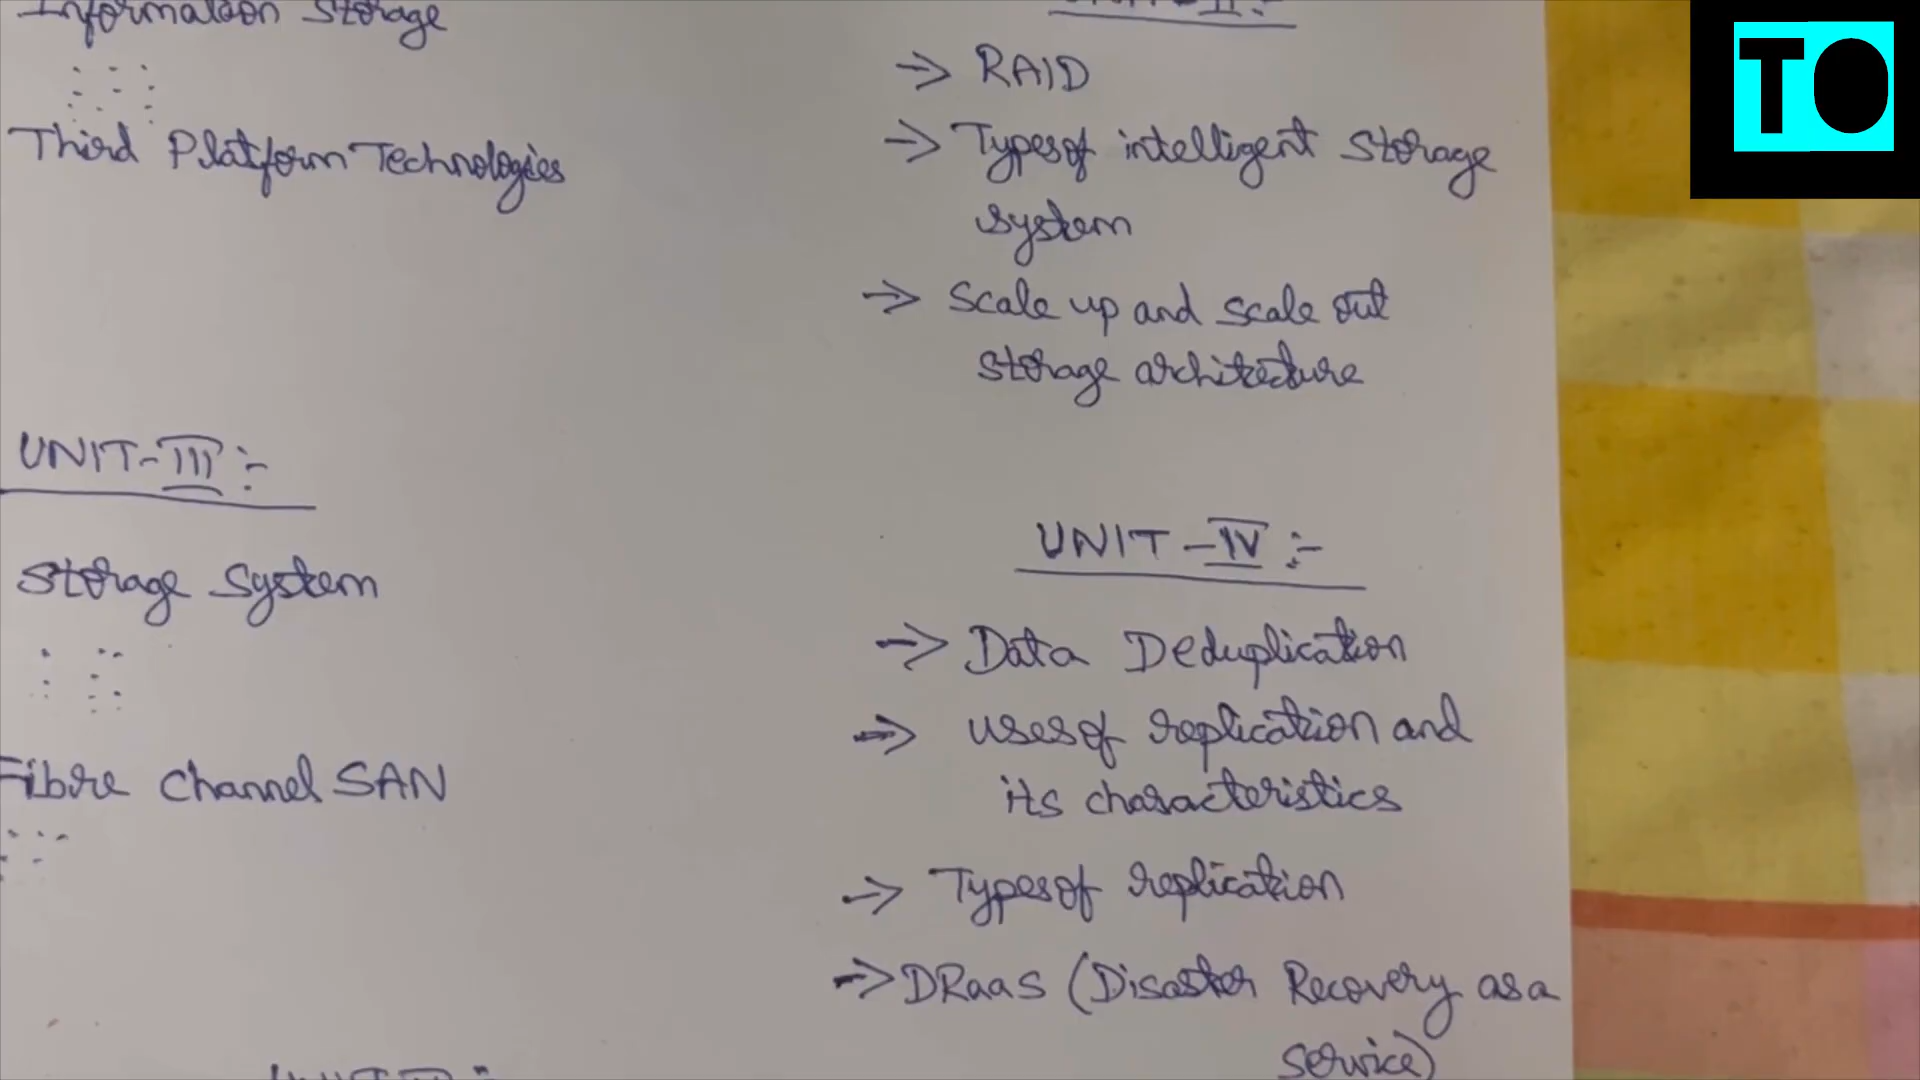 Information Storage
Third Platform Technologies
UNIT-II :-
→ RAID
→ Types of intelligent storage
system
→ Scale up and scale out
storage architecture
UNIT-III :-
Storage System
Fibre Channel SAN
UNIT-IV :-
→ Data Deduplication
→ uses of replication and
its characteristics
→ Types of replication
→ DRaaS (Disaster Recovery as a
service)
TO